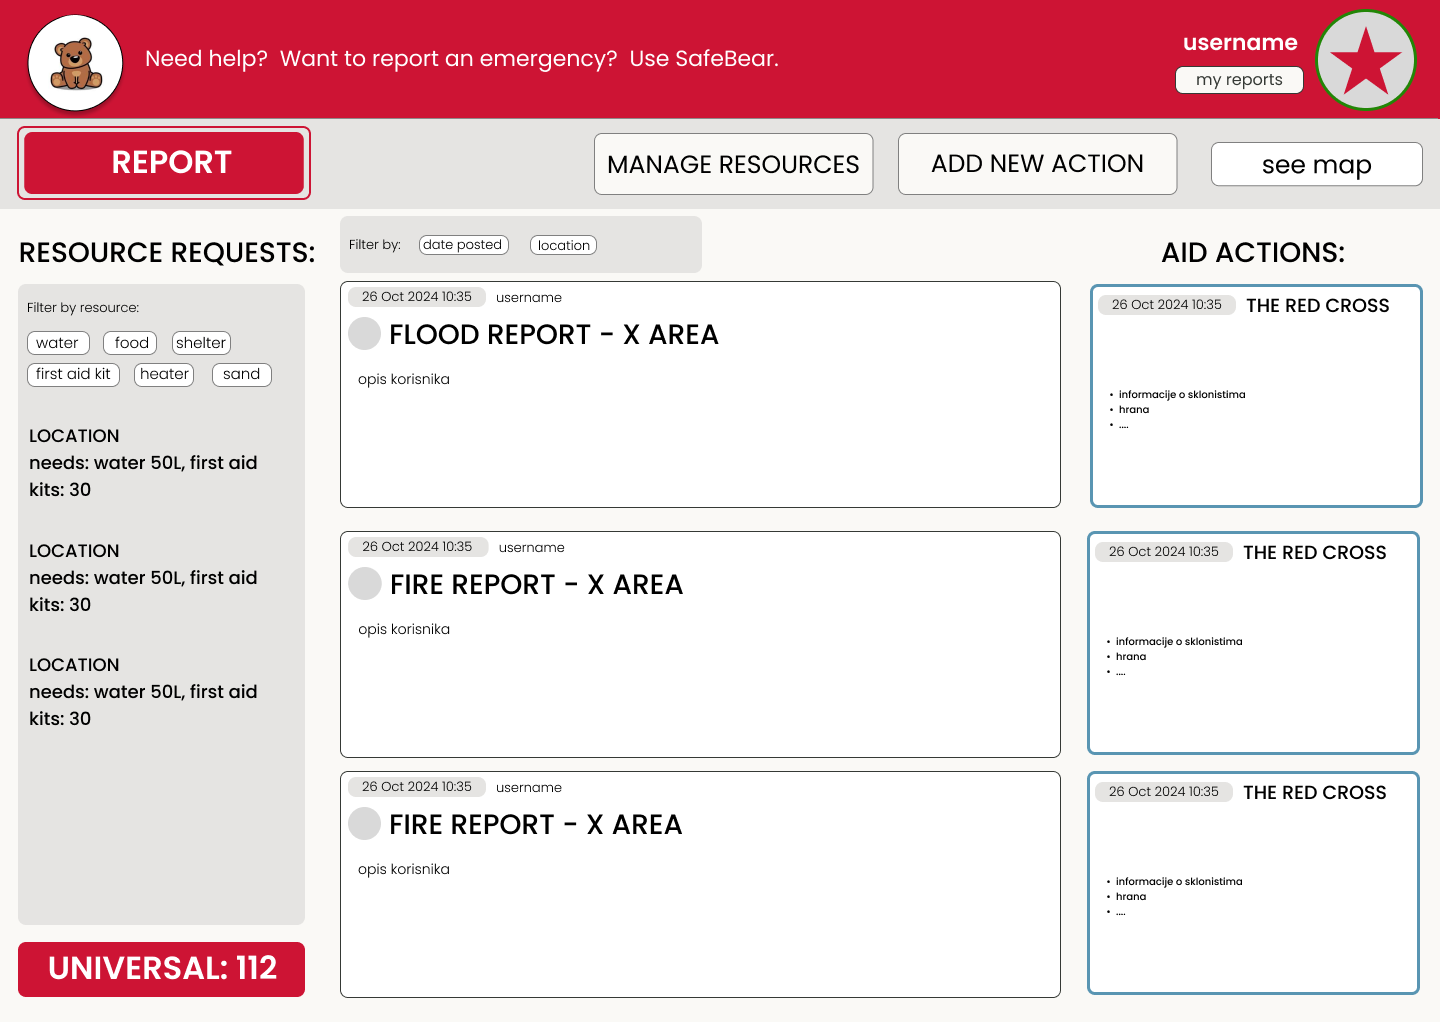 Need help?  Want to report an emergency?  Use SafeBear.
username
my reports
REPORT
MANAGE RESOURCES
ADD NEW ACTION
see map
RESOURCE REQUESTS:
Filter by resource:
water
food
shelter
first aid kit
heater
sand
LOCATION
needs: water 50L, first aid
kits: 30
LOCATION
needs: water 50L, first aid
kits: 30
LOCATION
needs: water 50L, first aid
kits: 30
UNIVERSAL: 112
Filter by:
date posted
location
26 Oct 2024 10:35
username
FLOOD REPORT - X AREA
opis korisnika
26 Oct 2024 10:35
username
FIRE REPORT - X AREA
opis korisnika
26 Oct 2024 10:35
username
FIRE REPORT - X AREA
opis korisnika
AID ACTIONS:
26 Oct 2024 10:35
THE RED CROSS
• informacije o sklonistima
• hrana
• ....
26 Oct 2024 10:35
THE RED CROSS
• informacije o sklonistima
• hrana
• ....
26 Oct 2024 10:35
THE RED CROSS
• informacije o sklonistima
• hrana
• ....